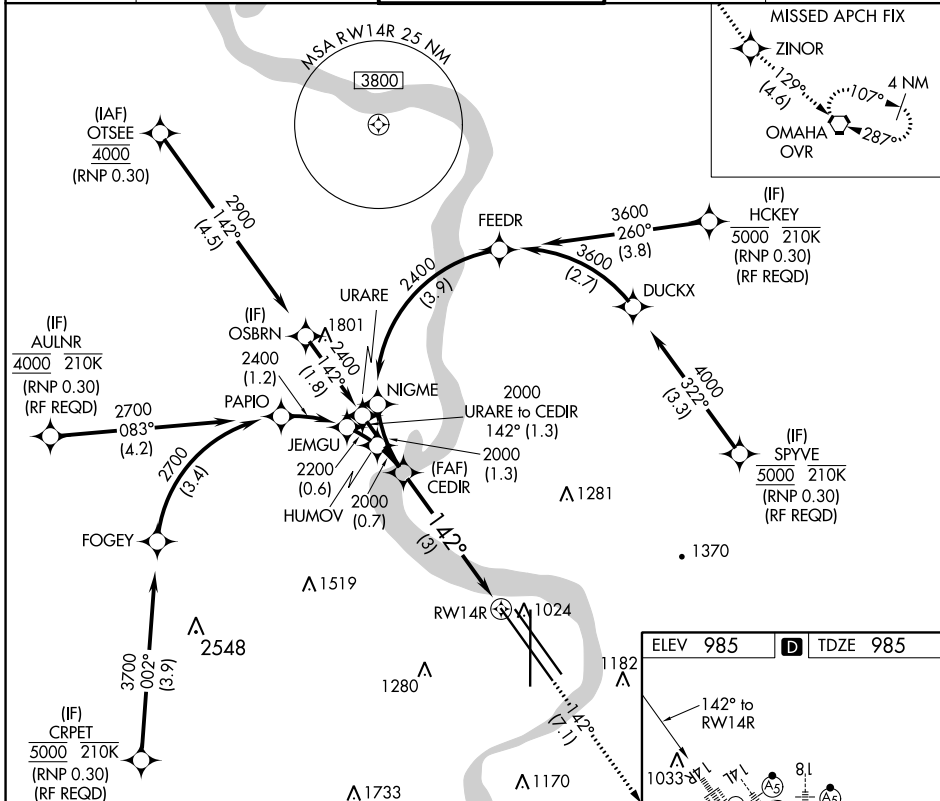 MSA RW14R 25 NM
3800
MISSED APCH FIX
ZINOR
129°
(4.6)
4 NM
107°
287°
OMAHA
OVR
(IAF)
OTSEE
4000
(RNP 0.30)
2900
142°
(4.5)
(IF)
HCKEY
5000 210K
(RNP 0.30)
(RF REQD)
3600
260°
(3.8)
FEEDR
3600
(2.7)
DUCKX
2400
(3.9)
URARE
(IF)
OSBRN
1801
2400
142°
(1.8)
4000
322°
(3.3)
(IF)
AULNR
4000 210K
(RNP 0.30)
(RF REQD)
2700
083°
(4.2)
2400
(1.2)
PAPIO
NIGME
2000
URARE to CEDIR
142° (1.3)
JEMGU
2000
(1.3)
2200
(0.6)
(FAF)
CEDIR
HUMOV
2000
(0.7)
(IF)
SPYVE
5000 210K
(RNP 0.30)
(RF REQD)
2700
(3.4)
1281
142°
(3)
FOGEY
1370
1519
RW14R
1024
2548
3700
002°
(3.9)
1280
1182
ELEV 985
D
TDZE 985
142° to
RW14R
(IF)
CRPET
5000 210K
(RNP 0.30)
(RF REQD)
142°
(7.1)
1033
14R
14L
18
A5
A5
1170
1733